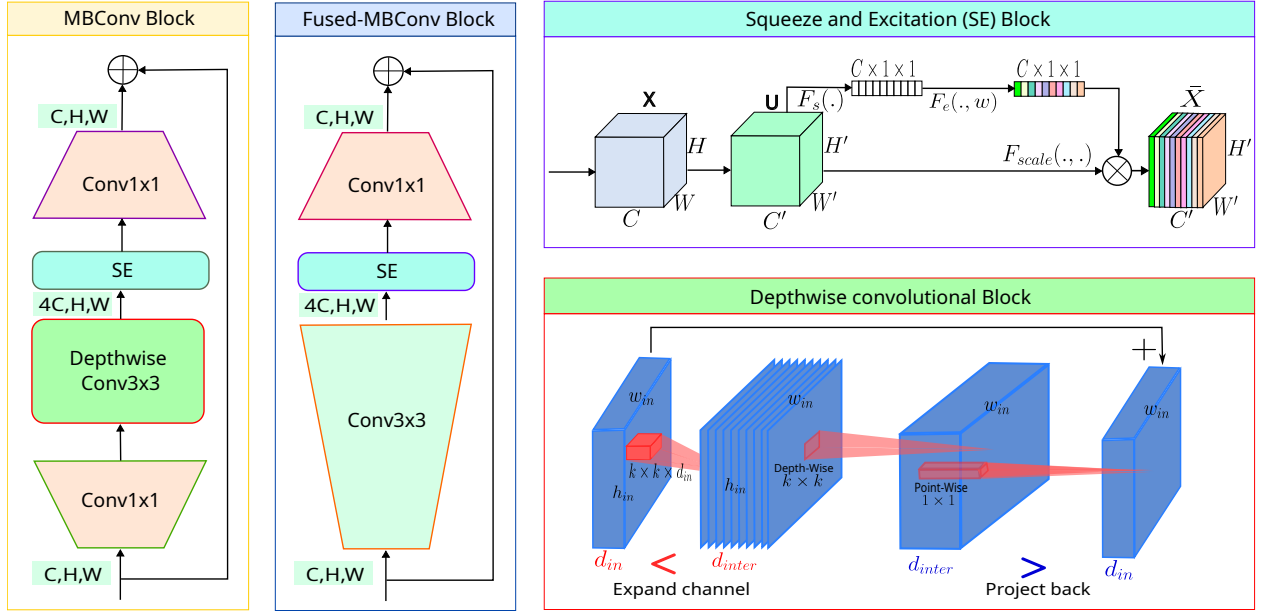 MBConv Block
C,H,W
Conv1x1
SE
4C,H,W
Depthwise
Conv3x3
Conv1x1
C,H,W
Fused-MBConv Block
C,H,W
Conv1x1
SE
4C,H,W
Conv3x3
C,H,W
Squeeze and Excitation (SE) Block
C × 1 × 1
C × 1 × 1
X
U
F_s(.)
F_e(., w)
X̄
H
H′
F_scale(., .)
H′
W
W′
W′
C
C′
C′
Depthwise convolutional Block
+
w_in
w_in
w_in
w_in
k × k × d_in
Depth-Wise
k × k
h_in
h_in
Point-Wise
1 × 1
d_in
<
d_inter
d_inter
>
d_in
Expand channel
Project back